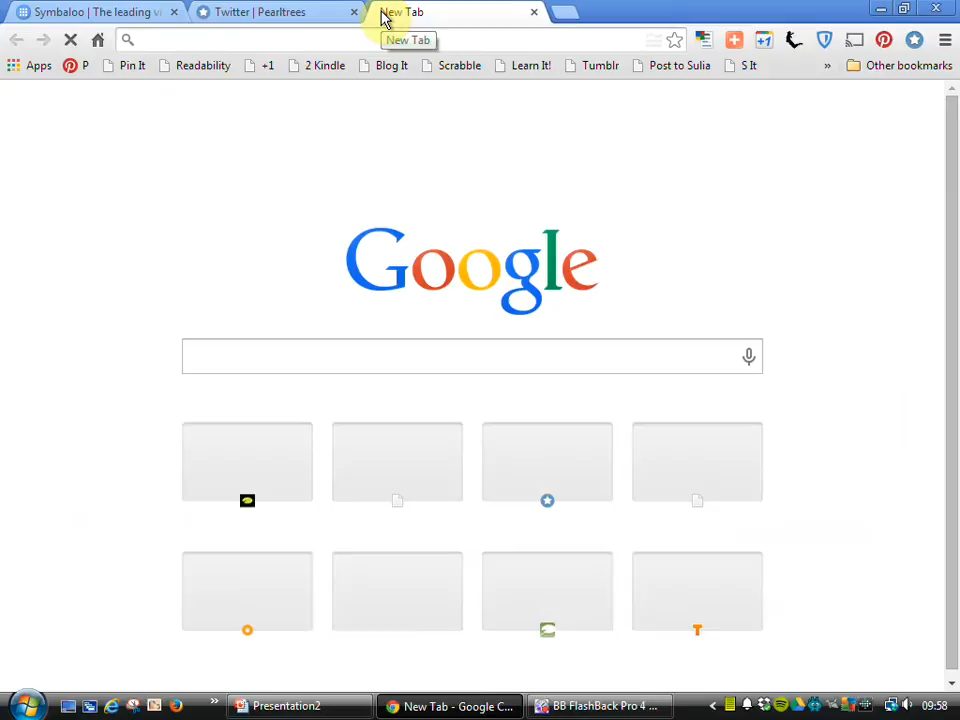 Symbaloo | The leading vi
Twitter | Pearltrees
New Tab
New Tab
Apps
P
Pin It
Readability
+1
2 Kindle
Blog It
Scrabble
Learn It!
Tumblr
Post to Sulia
S It
»
Other bookmarks
Google
Presentation2
New Tab - Google C...
BB FlashBack Pro 4 ...
09:58